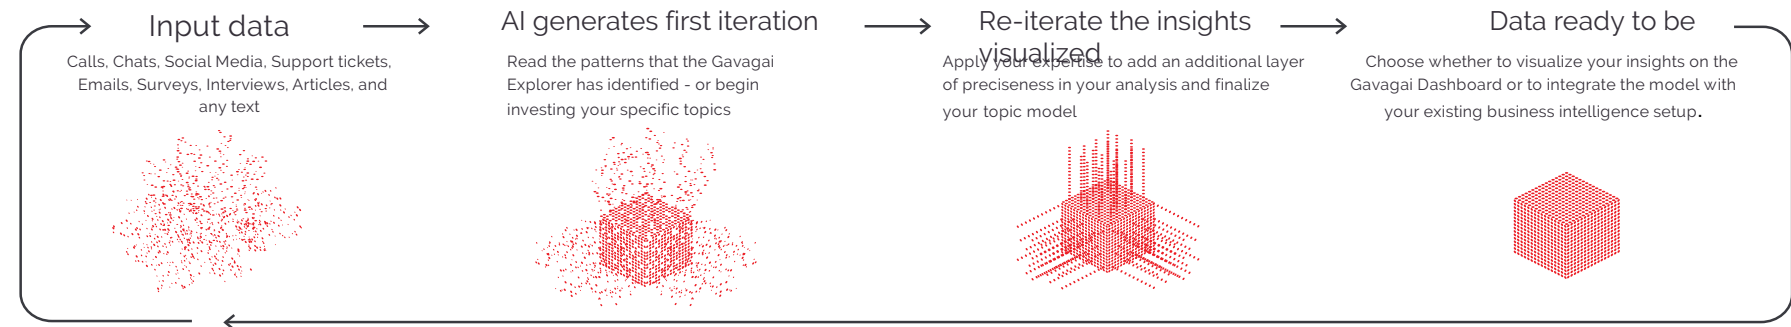 Input data
Calls, Chats, Social Media, Support tickets,
Emails, Surveys, Interviews, Articles, and
any text
AI generates first iteration
Read the patterns that the Gavagai
Explorer has identified - or begin
investing your specific topics
Re-iterate the insights
visualized
Apply your expertise to add an additional layer
of preciseness in your analysis and finalize
your topic model
Data ready to be
Choose whether to visualize your insights on the
Gavagai Dashboard or to integrate the model with
your existing business intelligence setup.